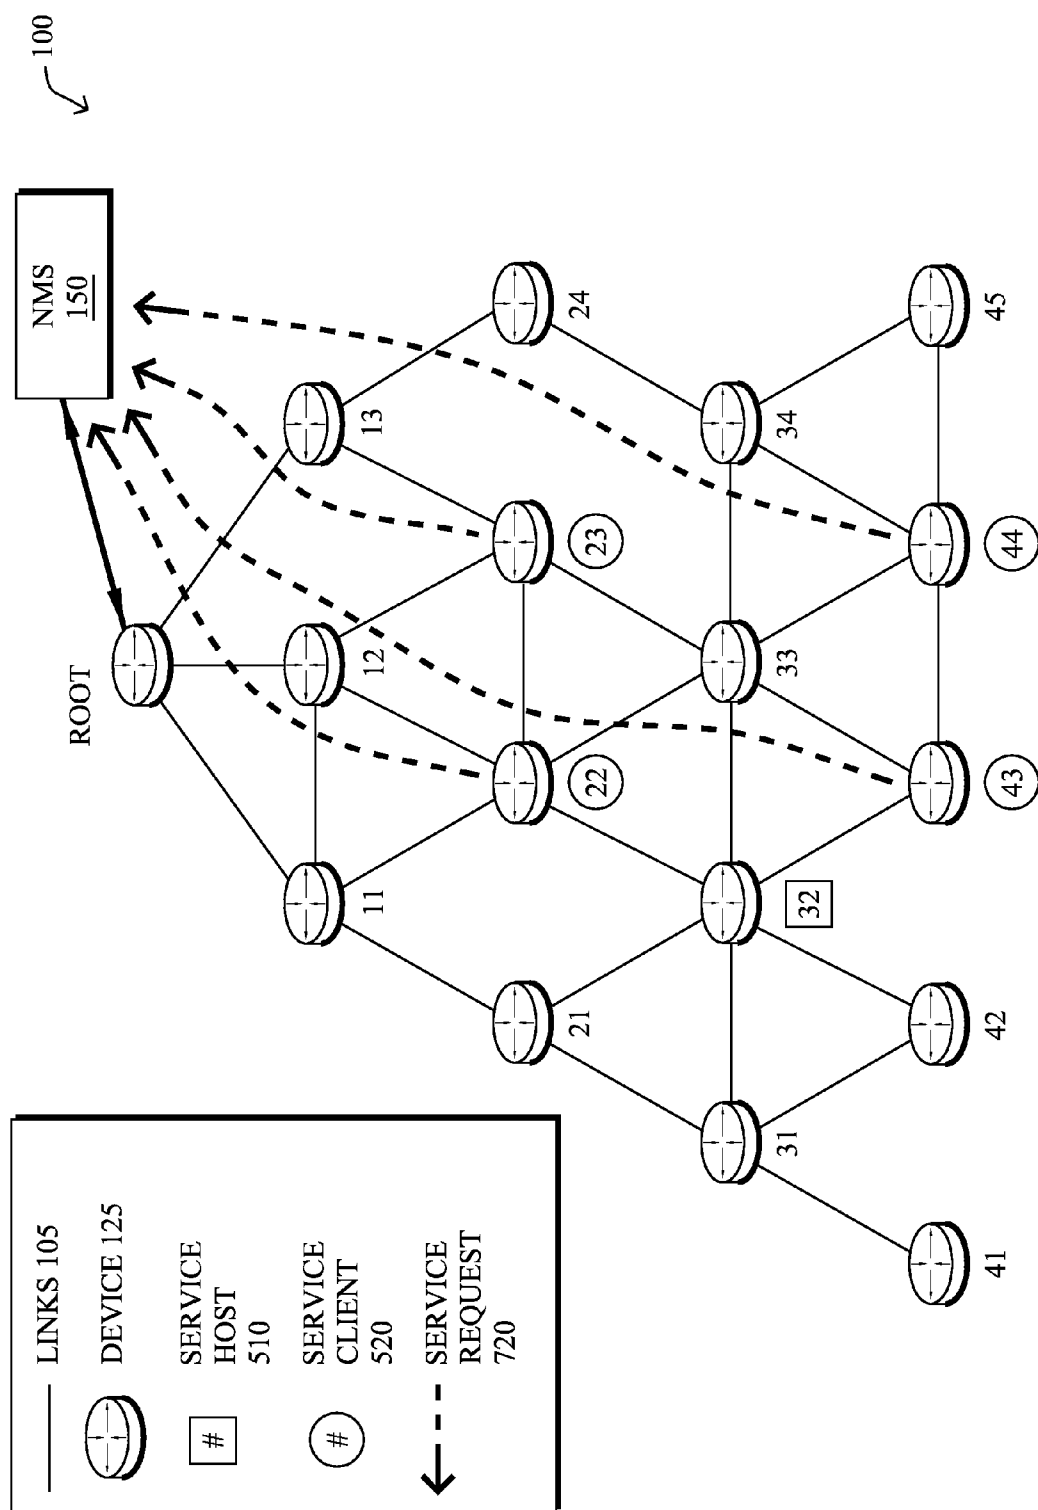 LINKS 105
DEVICE 125
SERVICE
HOST
510
SERVICE
CLIENT
520
SERVICE
REQUEST
720
#
#
NMS
150
100
ROOT
11
12
13
21
22
23
24
31
32
33
34
41
42
43
44
45